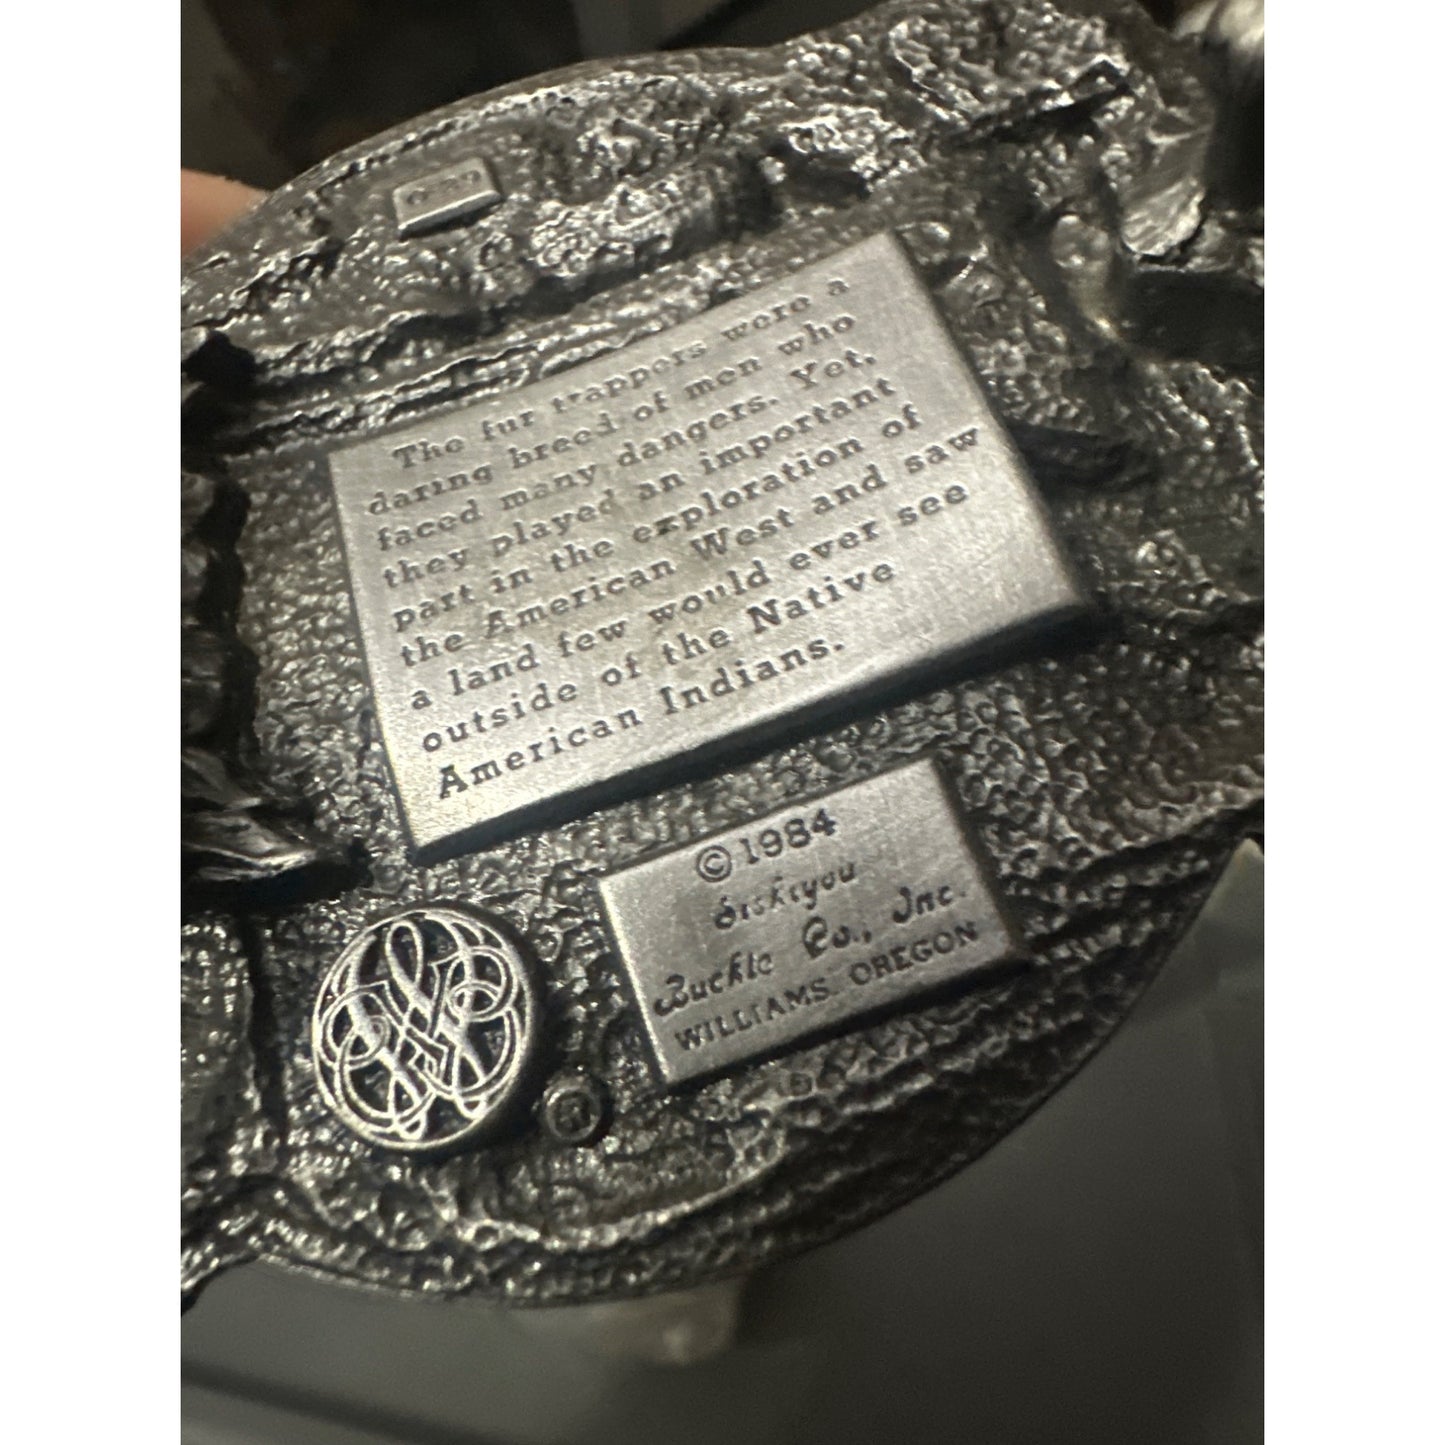 The fur trappers were a
daring breed of men who
faced many dangers. Yet,
they played an important
part in the exploration of
the American West and saw
a land few would ever see
outside of the Native
American Indians.
© 1984
Siskiyou
Buckle Co., Inc.
WILLIAMS, OREGON